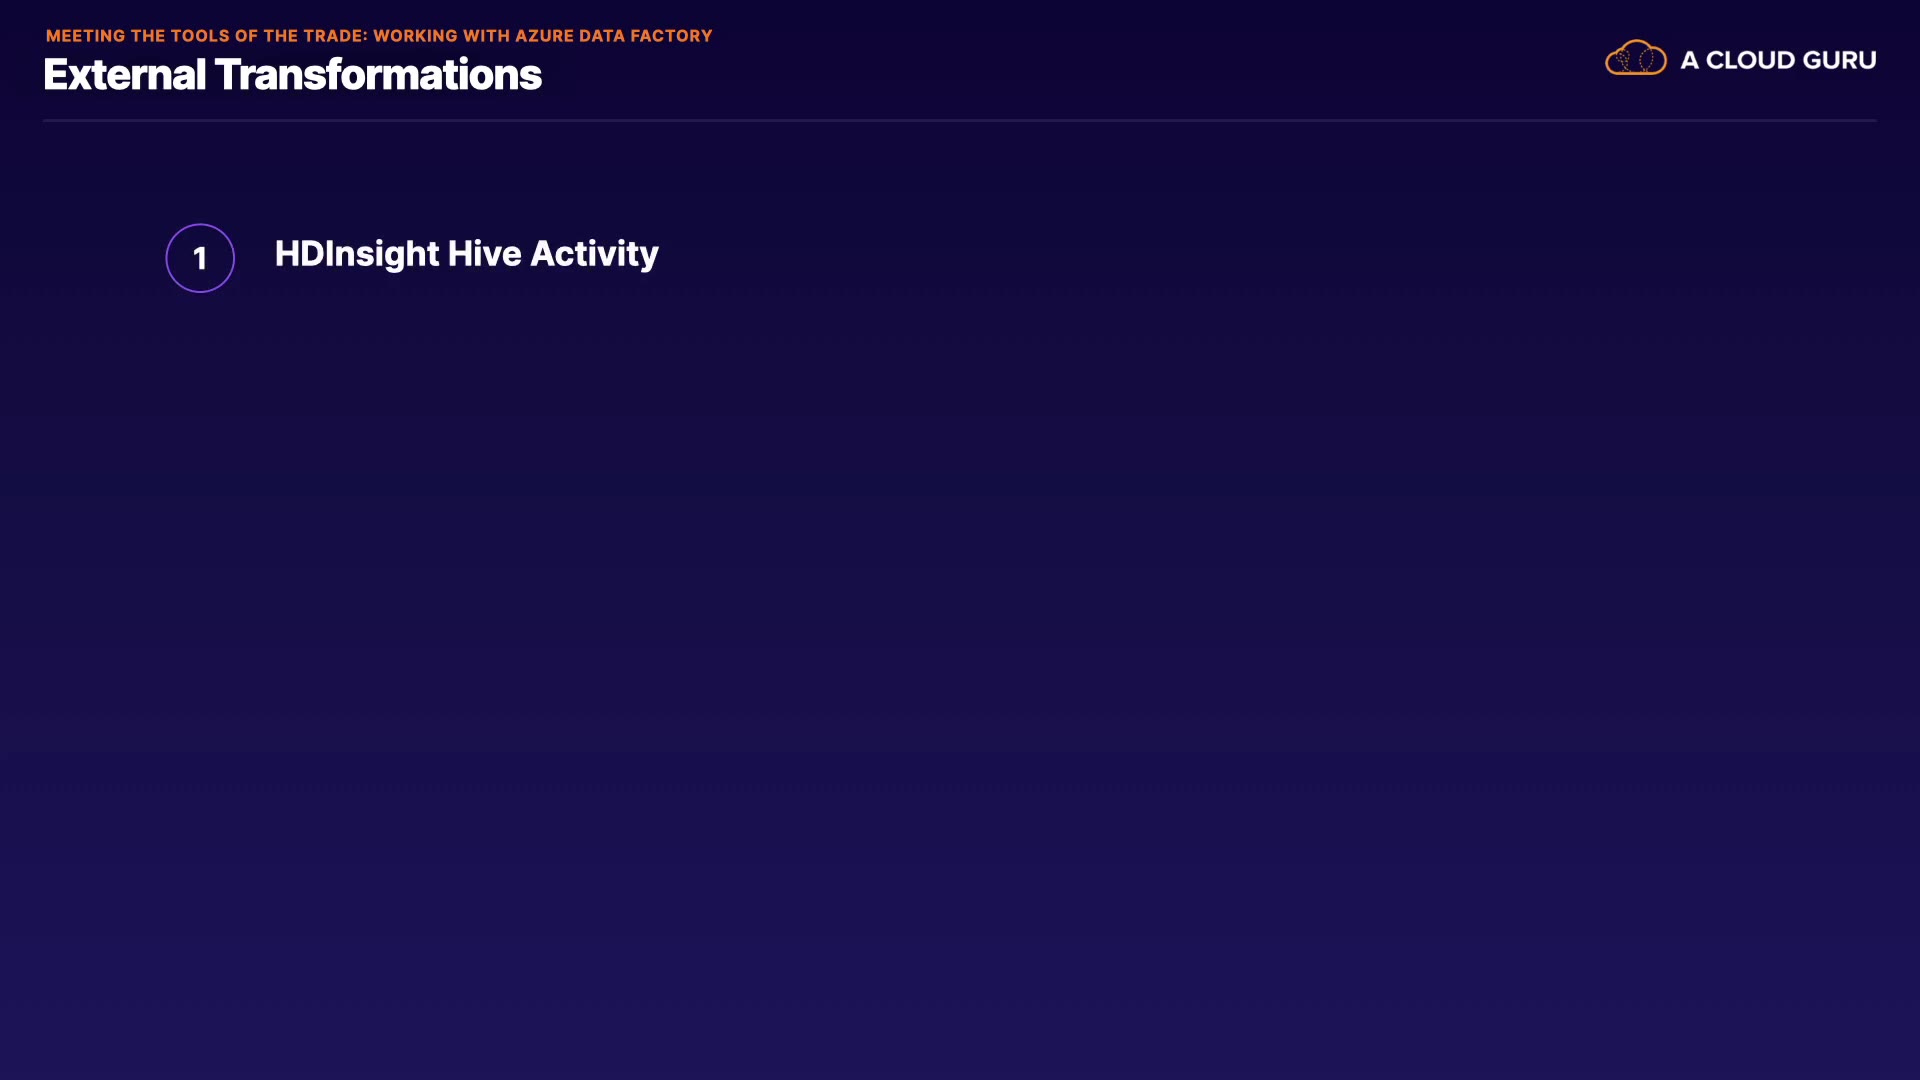 MEETING THE TOOLS OF THE TRADE: WORKING WITH AZURE DATA FACTORY
External Transformations
A CLOUD GURU
1 HDInsight Hive Activity